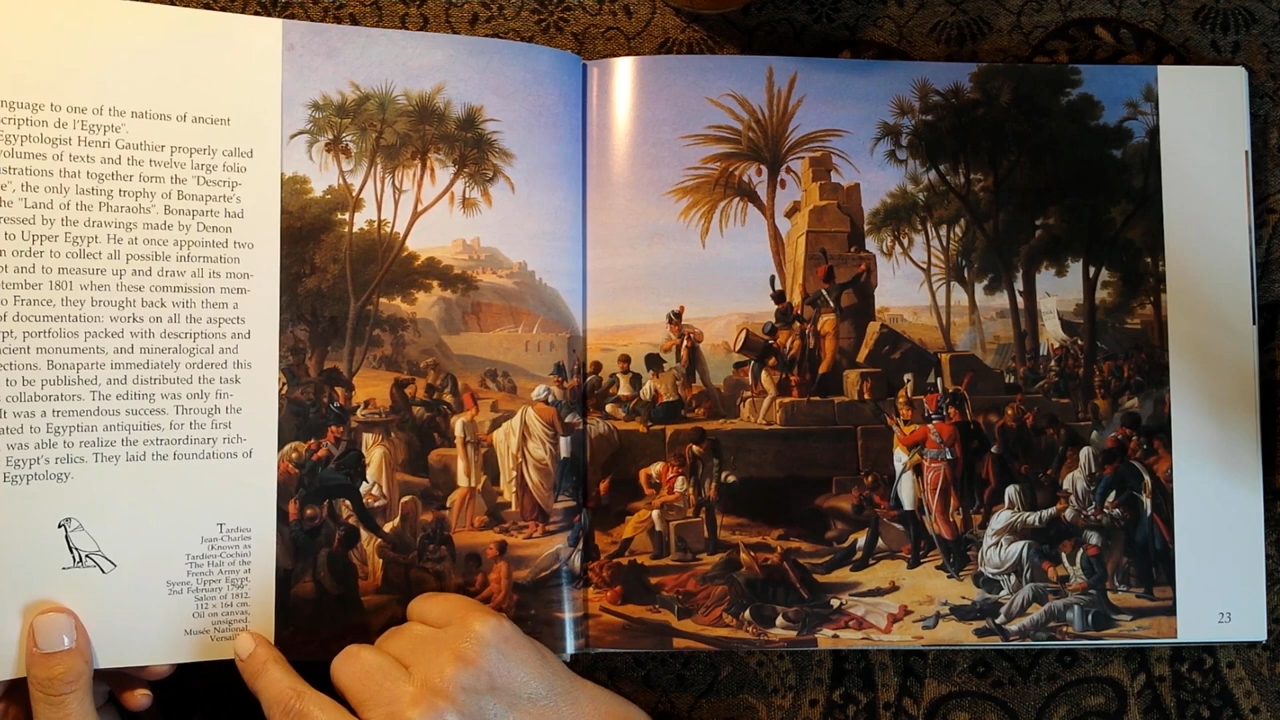 nguage to one of the nations of ancient
cription de l'Egypte".
Egyptologist Henri Gauthier properly called
volumes of texts and the twelve large folio
ustrations that together form the "Descrip-
e", the only lasting trophy of Bonaparte's
he "Land of the Pharaohs". Bonaparte had
ressed by the drawings made by Denon
to Upper Egypt. He at once appointed two
n order to collect all possible information
pt and to measure up and draw all its mon-
ptember 1801 when these commission mem-
o France, they brought back with them a
of documentation: works on all the aspects
ypt, portfolios packed with descriptions and
ncient monuments, and mineralogical and
ections. Bonaparte immediately ordered this
to be published, and distributed the task
collaborators. The editing was only fin-
It was a tremendous success. Through the
ated to Egyptian antiquities, for the first
was able to realize the extraordinary rich-
Egypt's relics. They laid the foundations of
Egyptology.
Tardieu
Jean-Charles
(Known as
Tardieu-Cochin)
"The Halt of the
French Army at
Syene, Upper Egypt,
2nd February 1799"
Salon of 1812.
112 × 164 cm.
Oil on canvas,
unsigned.
Musée National,
Versail
23